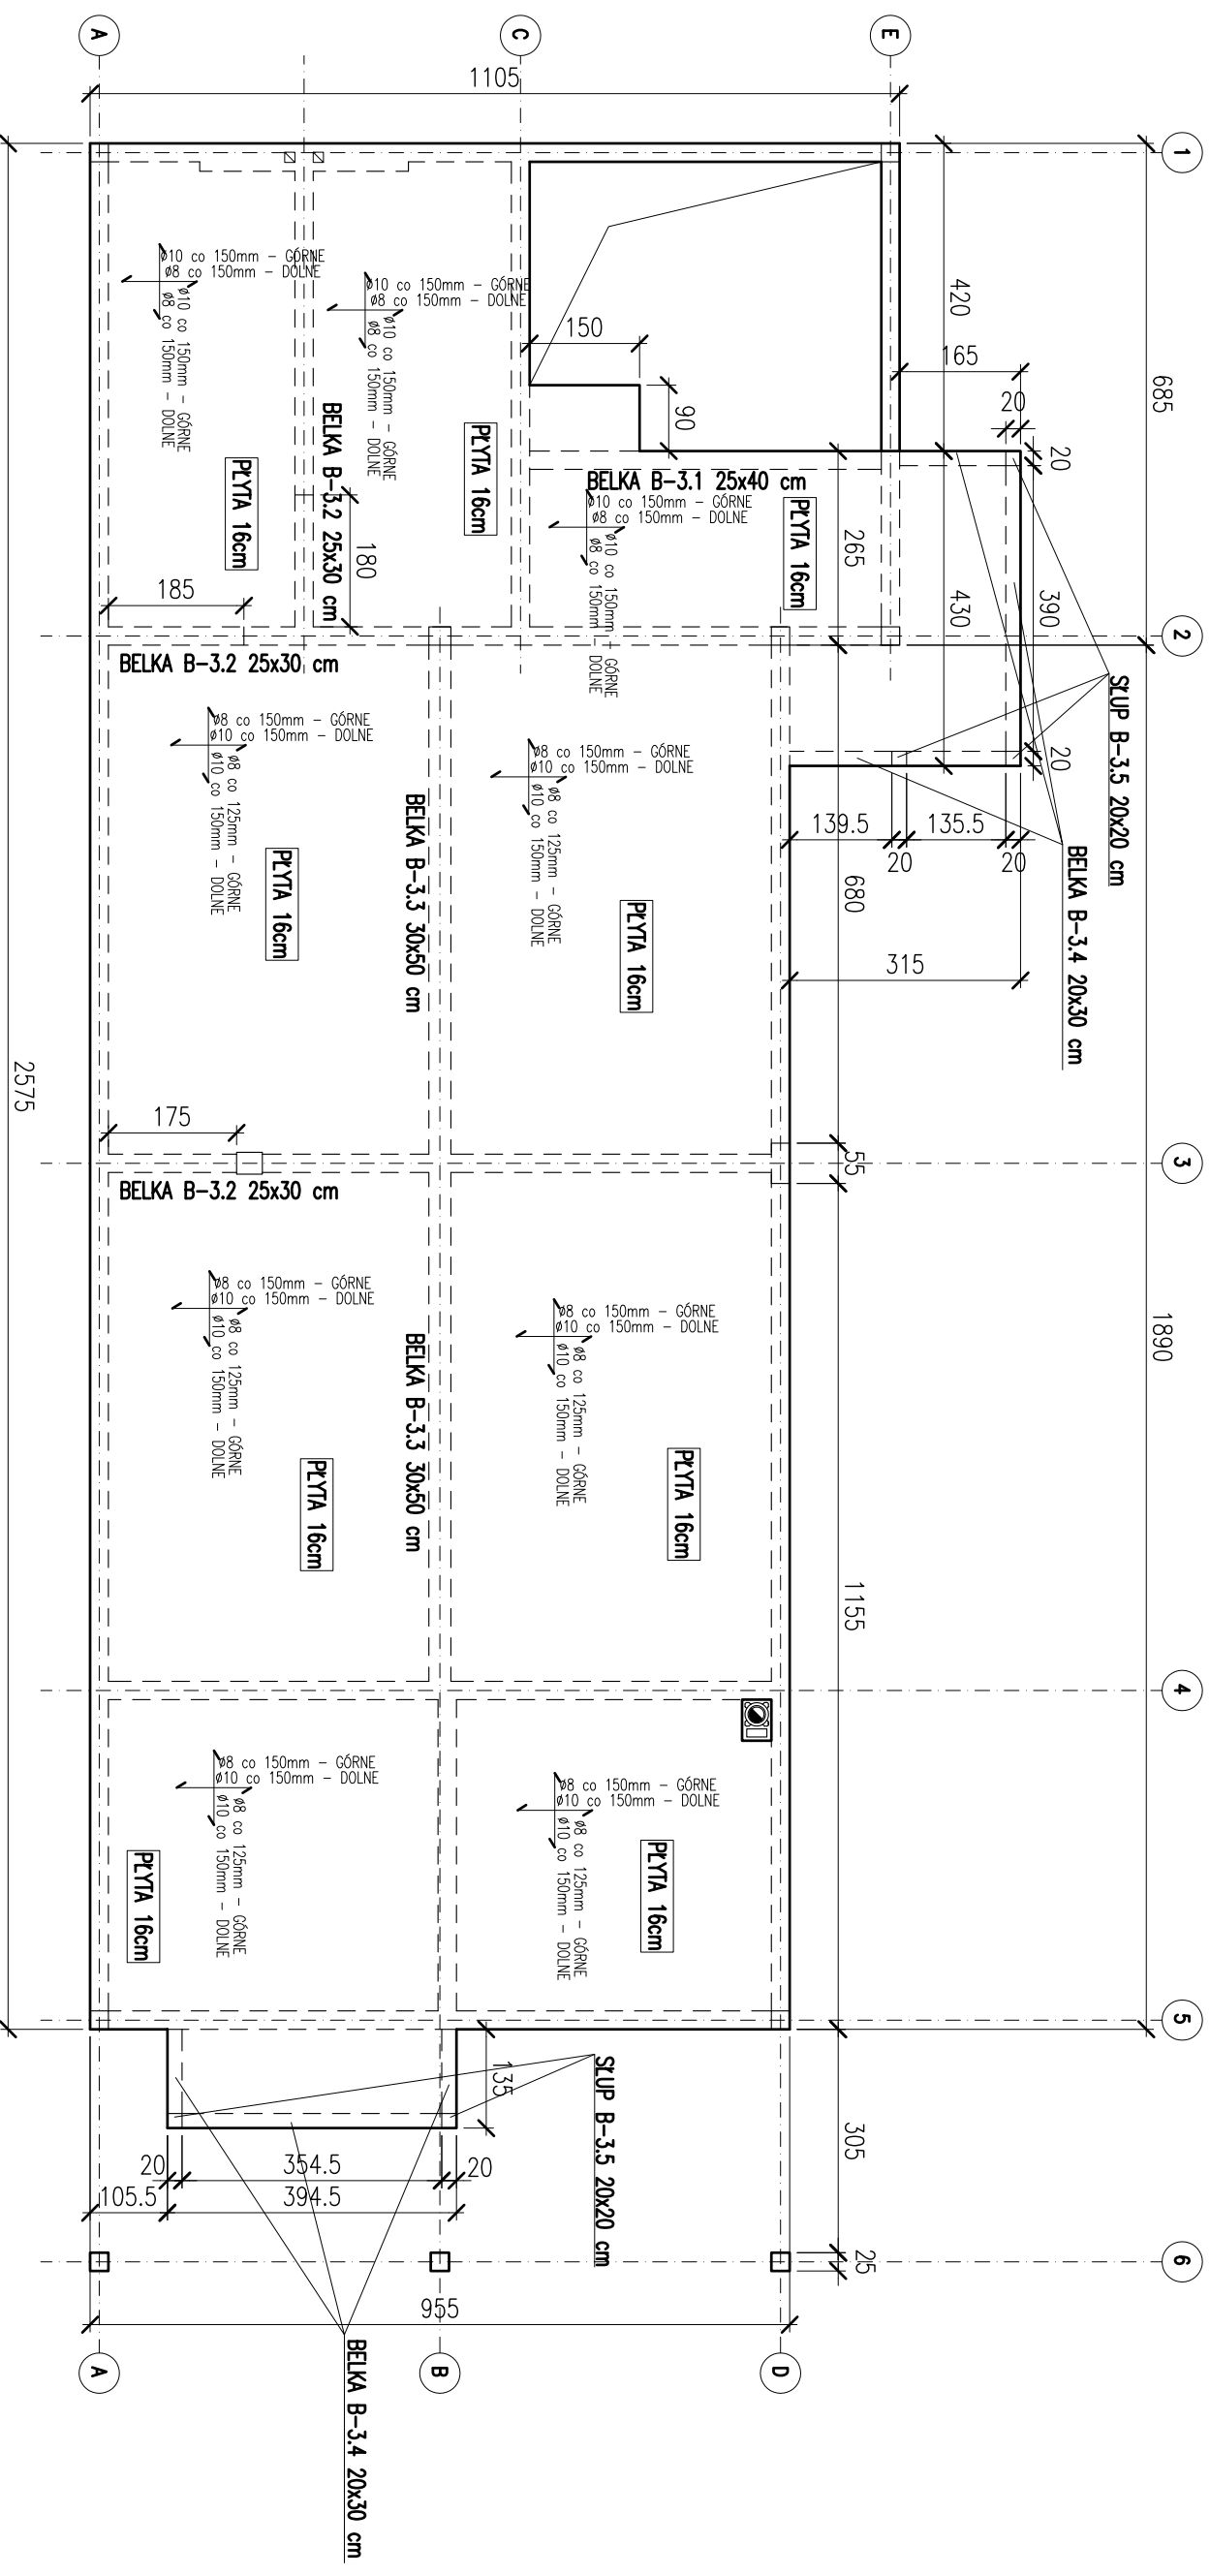 A
C
E
1105
1
420
685
165
20
20
150
90
ø10 co 150mm – GÓRNE
ø8 co 150mm – DOLNE
ø10 co 150mm – GÓRNE
ø8 co 150mm – DOLNE
ø10 co 150mm – GÓRNE
ø8 co 150mm – DOLNE
ø10 co 150mm – GÓRNE
ø8 co 150mm – DOLNE
PŁYTA 16cm
BELKA B–3.2 25x30 cm
PŁYTA 16cm
BELKA B–3.1 25x40 cm
ø10 co 150mm – GÓRNE
ø8 co 150mm – DOLNE
ø10 co 150mm – GÓRNE
ø8 co 150mm – DOLNE
PŁYTA 16cm
180
185
265
430
390
20
2
BELKA B–3.2 25x30 cm
SŁUP B–3.5 20x20 cm
BELKA B–3.4 20x30 cm
139.5
20
135.5
20
680
315
ø8 co 150mm – GÓRNE
ø10 co 150mm – DOLNE
ø8 co 125mm – GÓRNE
ø10 co 150mm – DOLNE
ø8 co 150mm – GÓRNE
ø10 co 150mm – DOLNE
ø8 co 125mm – GÓRNE
ø10 co 150mm – DOLNE
PŁYTA 16cm
BELKA B–3.3 30x50 cm
PŁYTA 16cm
2575
175
55
3
BELKA B–3.2 25x30 cm
1890
ø8 co 150mm – GÓRNE
ø10 co 150mm – DOLNE
ø8 co 125mm – GÓRNE
ø10 co 150mm – DOLNE
ø8 co 150mm – GÓRNE
ø10 co 150mm – DOLNE
ø8 co 125mm – GÓRNE
ø10 co 150mm – DOLNE
BELKA B–3.3 30x50 cm
PŁYTA 16cm
PŁYTA 16cm
1155
4
ø8 co 150mm – GÓRNE
ø10 co 150mm – DOLNE
ø8 co 125mm – GÓRNE
ø10 co 150mm – DOLNE
ø8 co 150mm – GÓRNE
ø10 co 150mm – DOLNE
ø8 co 125mm – GÓRNE
ø10 co 150mm – DOLNE
PŁYTA 16cm
PŁYTA 16cm
5
135
SŁUP B–3.5 20x20 cm
305
20
354.5
20
105.5
394.5
25
6
955
A
B
D
BELKA B–3.4 20x30 cm